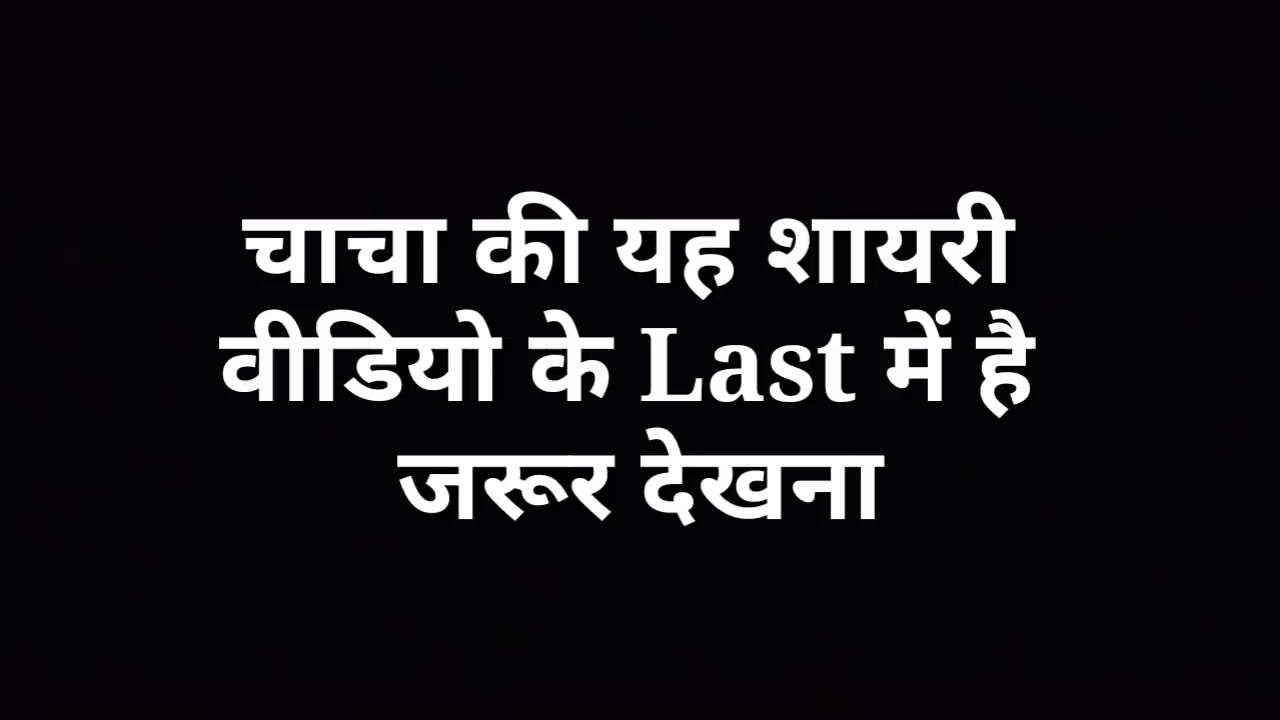 चाचा की यह शायरी
वीडियो के Last में है
जरूर देखना